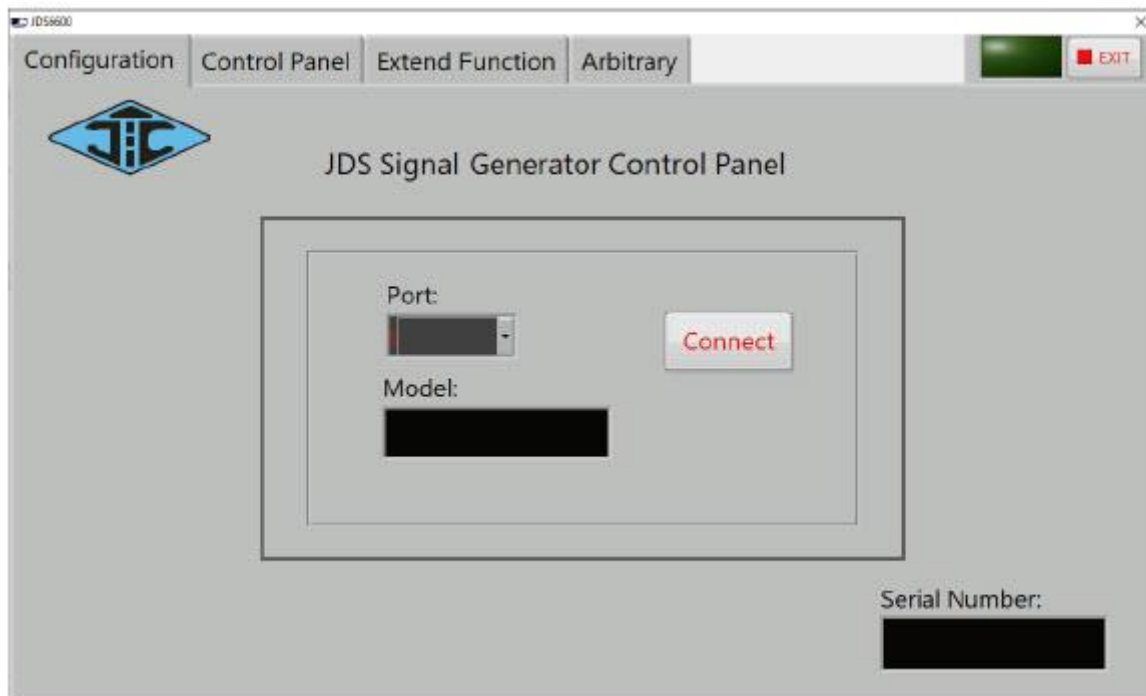 JDS6600
Configuration
Control Panel
Extend Function
Arbitrary
EXIT
JDS Signal Generator Control Panel
Port:
Connect
Model:
Serial Number: